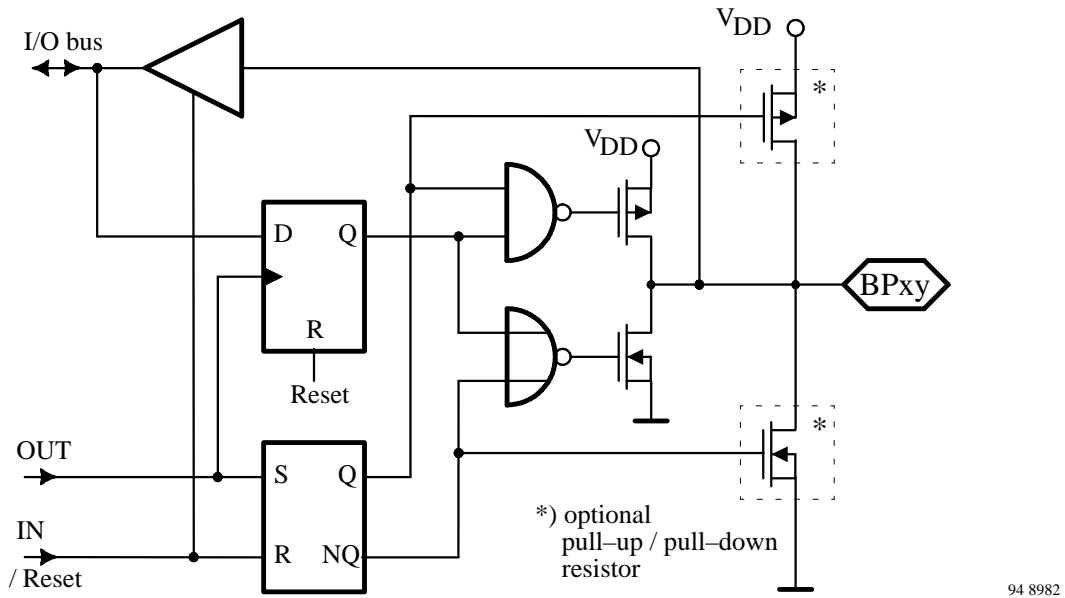 I/O bus
VDD
*
VDD
D
Q
BPxy
R
Reset
*
OUT
S
Q
*) optional
pull–up / pull–down
resistor
IN
/ Reset
R
NQ
94 8982